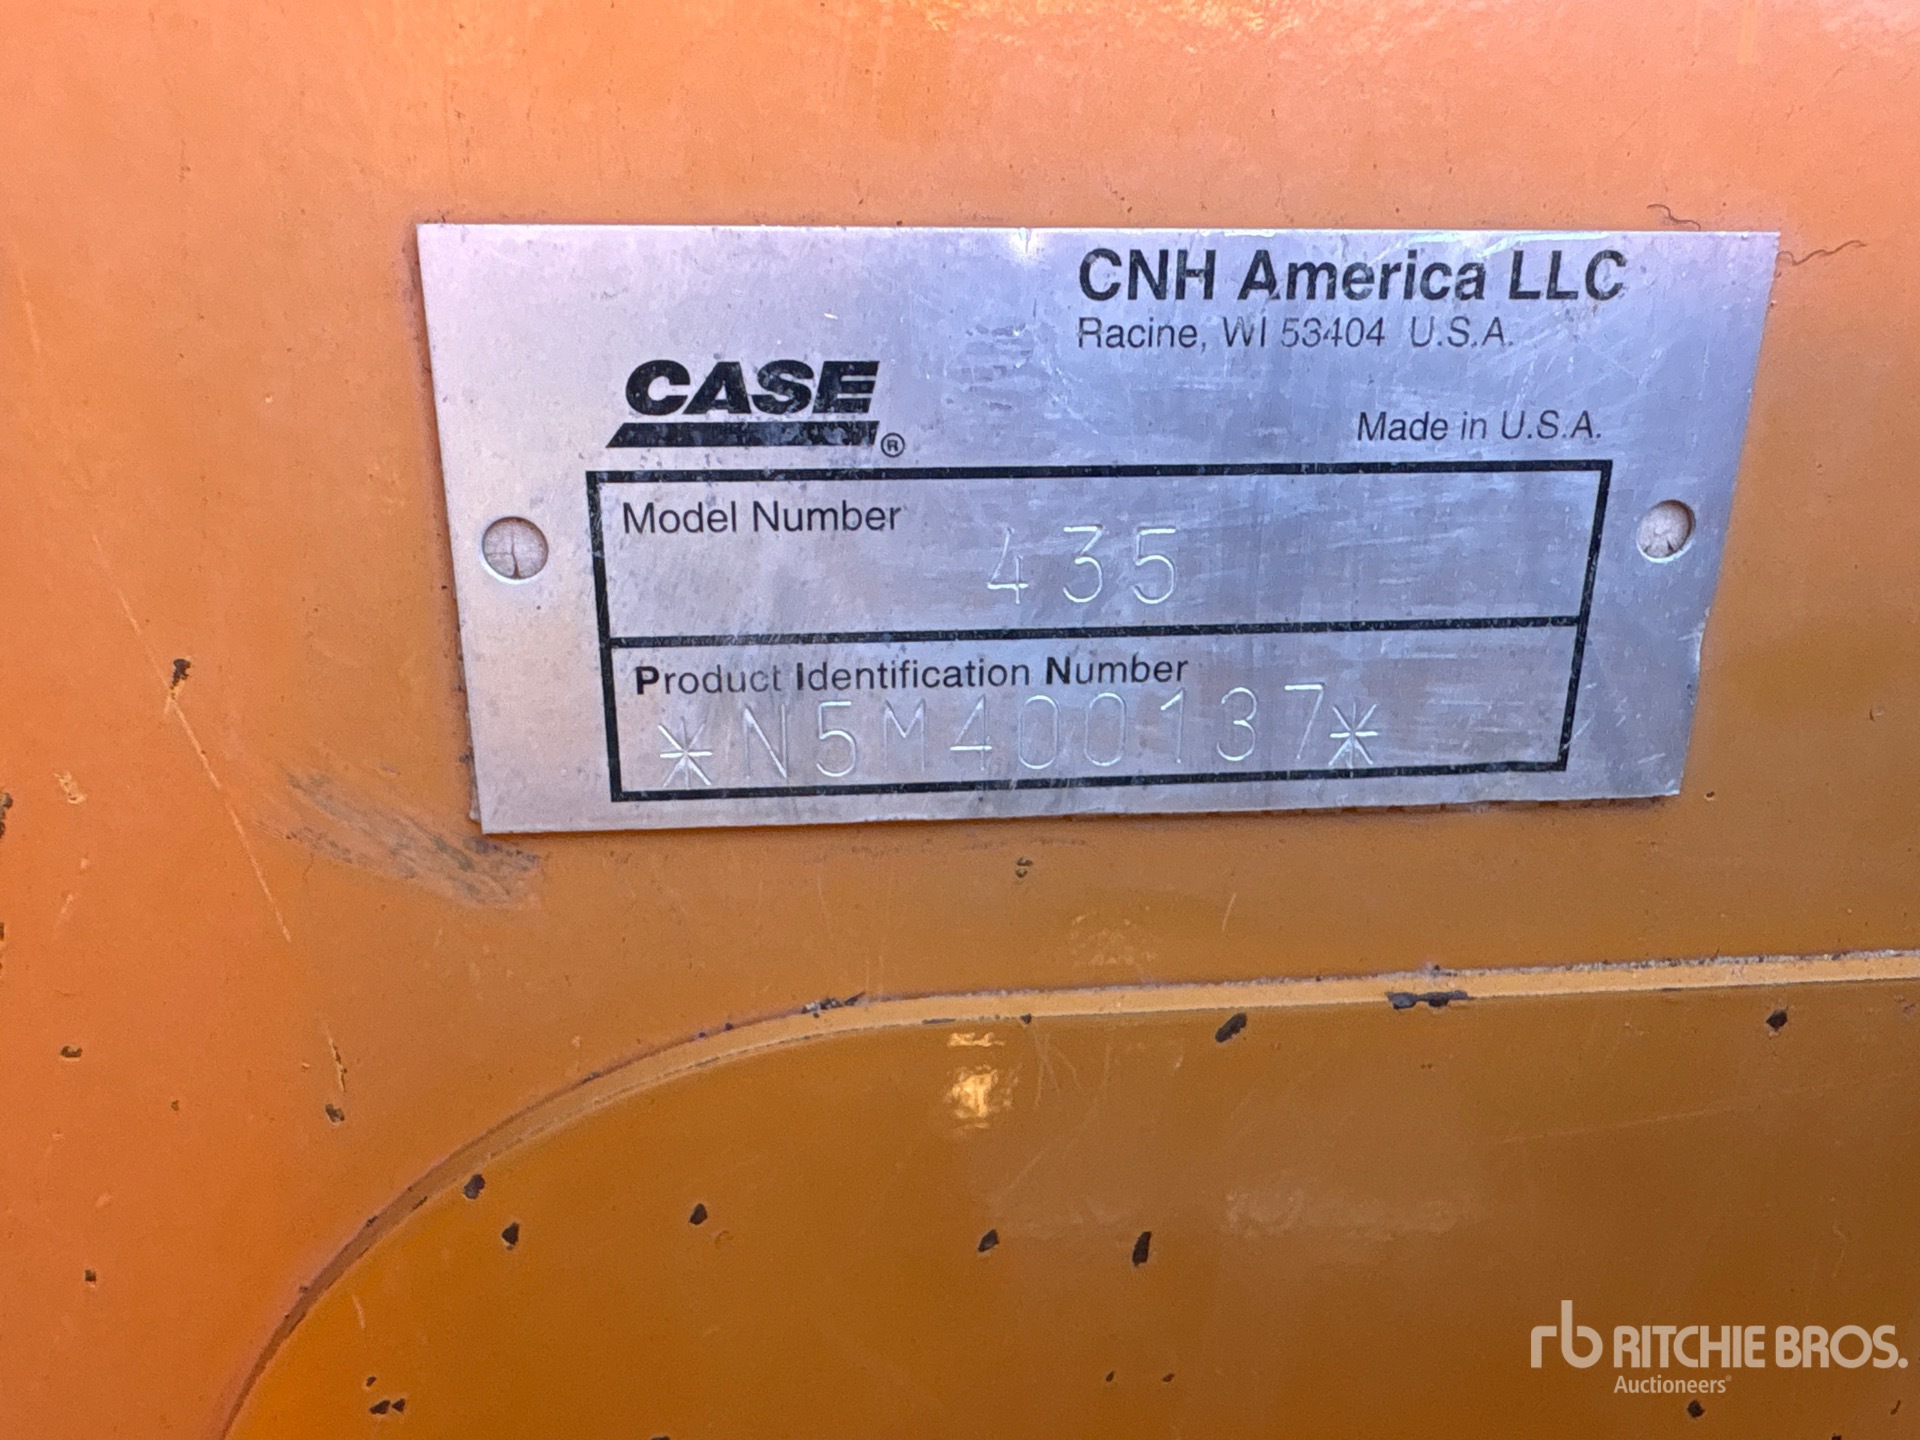 CNH America LLC
Racine, WI 53404 U.S.A.
CASE®
Made in U.S.A.
Model Number
435
Product Identification Number
*N5M400137*
rb RITCHIE BROS.
Auctioneers